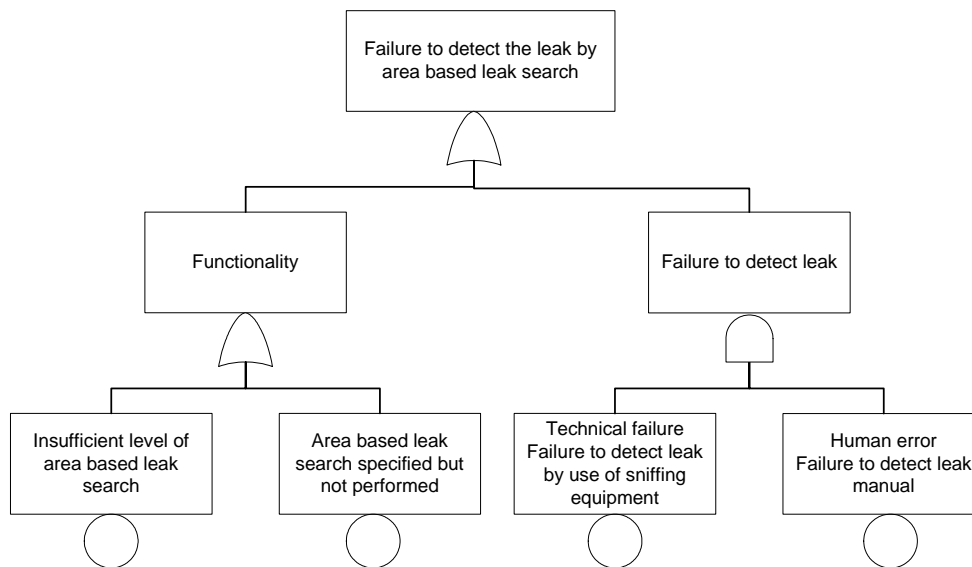 Failure to detect the leak by
area based leak search
Functionality
Failure to detect leak
Insufficient level of
area based leak
search
Area based leak
search specified but
not performed
Technical failure
Failure to detect leak
by use of sniffing
equipment
Human error
Failure to detect leak
manual